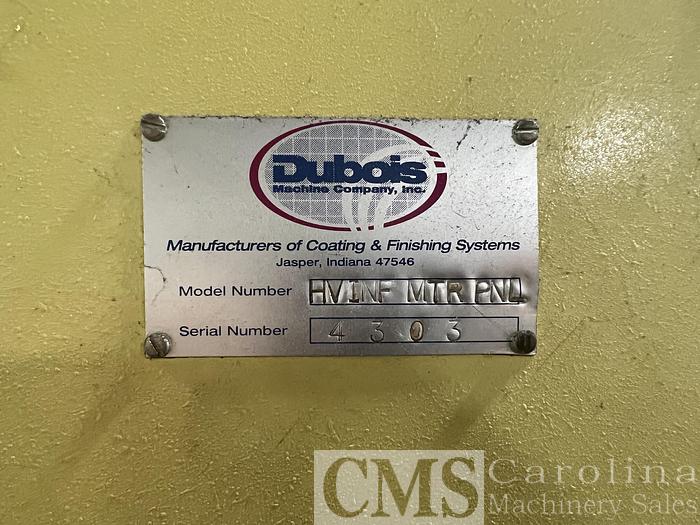 Dubois
Machine Company, Inc.
Manufacturers of Coating & Finishing Systems
Jasper, Indiana 47546
Model Number HVINF MTR PNL
Serial Number 4303
CMS Carolina
Machinery Sales